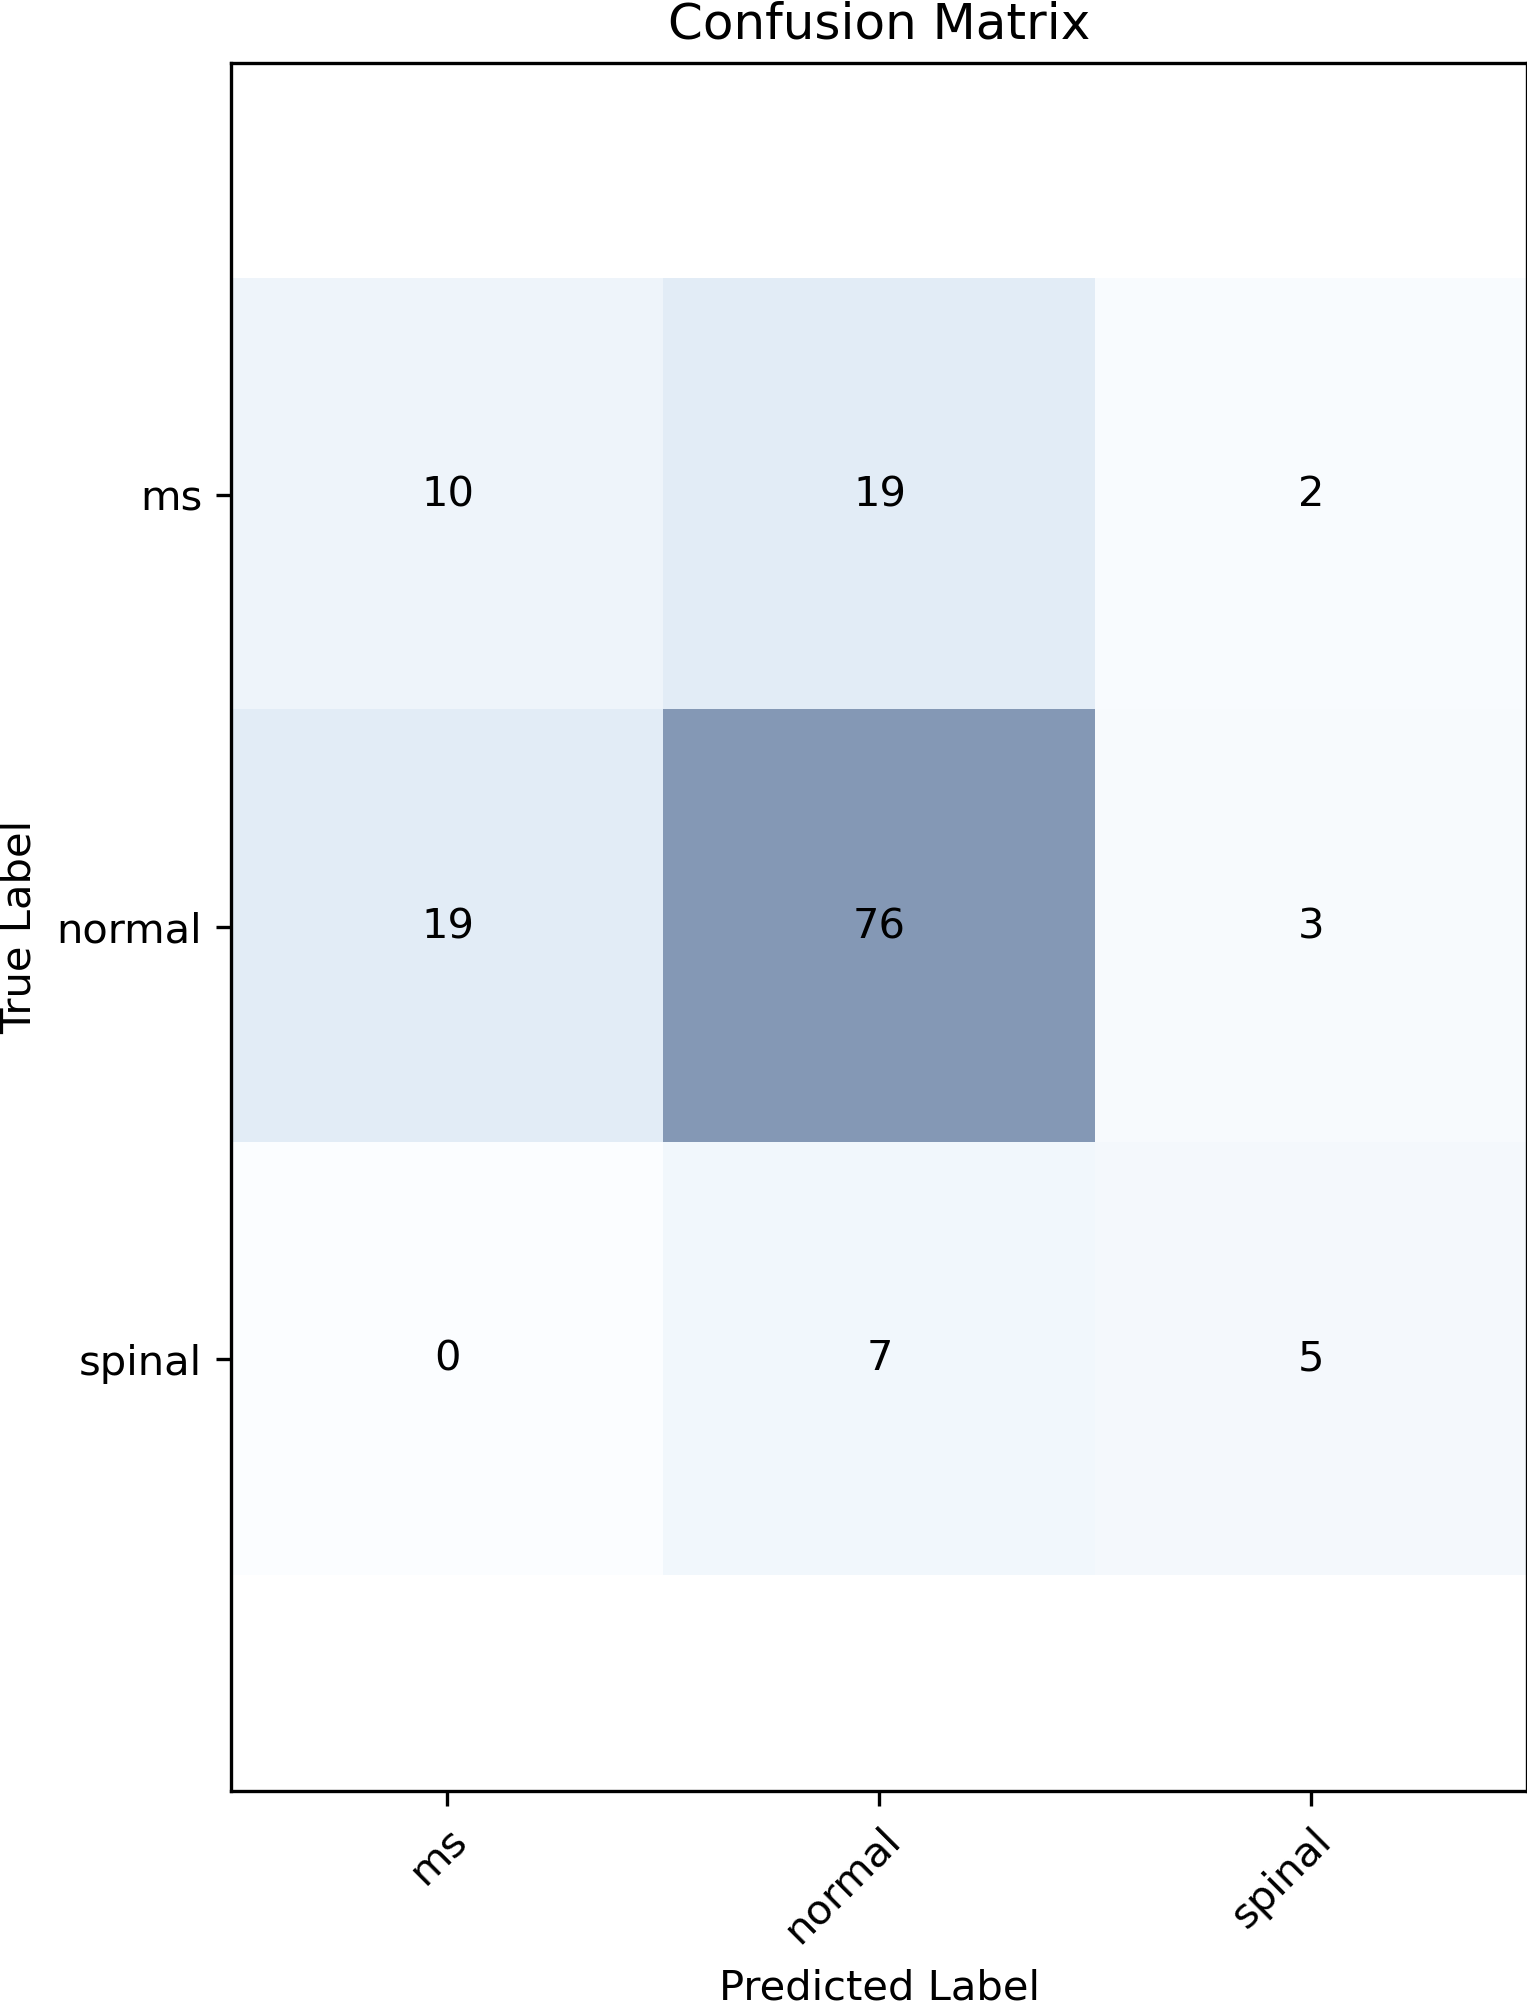 Confusion Matrix
True Label
ms
10 19 2
normal
19 76 3
spinal
0 7 5
ms normal spinal
Predicted Label